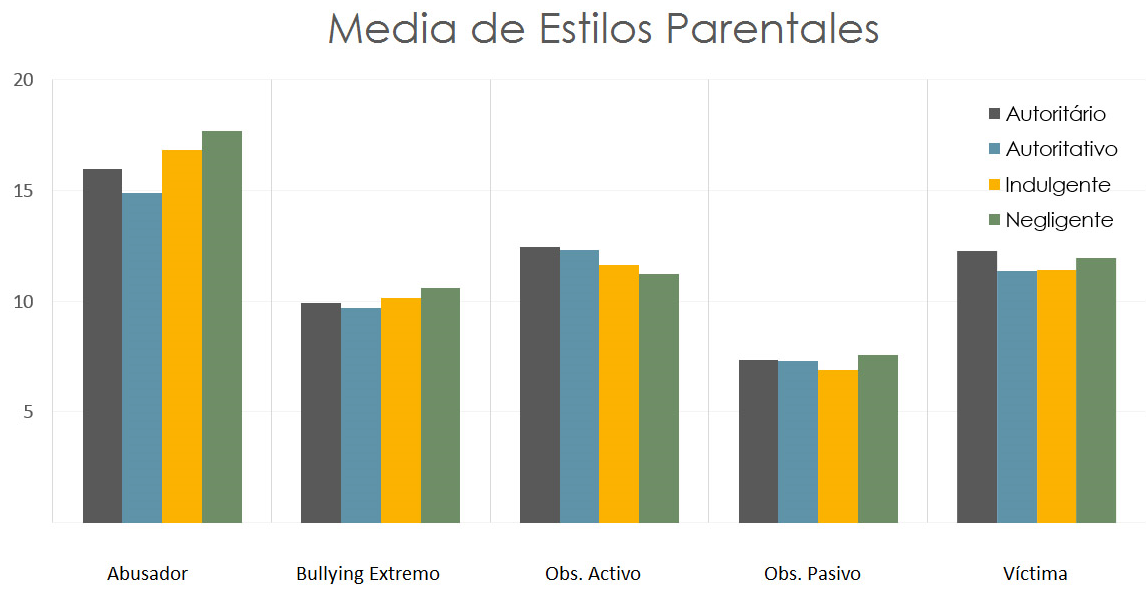 Media de Estilos Parentales
20
15
10
5
Autoritário
Autoritativo
Indulgente
Negligente
Abusador
Bullying Extremo
Obs. Activo
Obs. Pasivo
Víctima